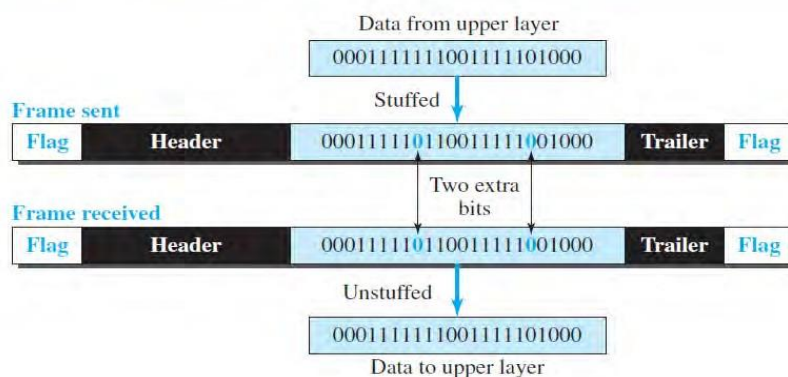 Data from upper layer
0001111111001111101000
Stuffed
Frame sent
Flag Header 000111110110011111001000 Trailer Flag
Two extra
bits
Frame received
Flag Header 000111110110011111001000 Trailer Flag
Unstuffed
0001111111001111101000
Data to upper layer